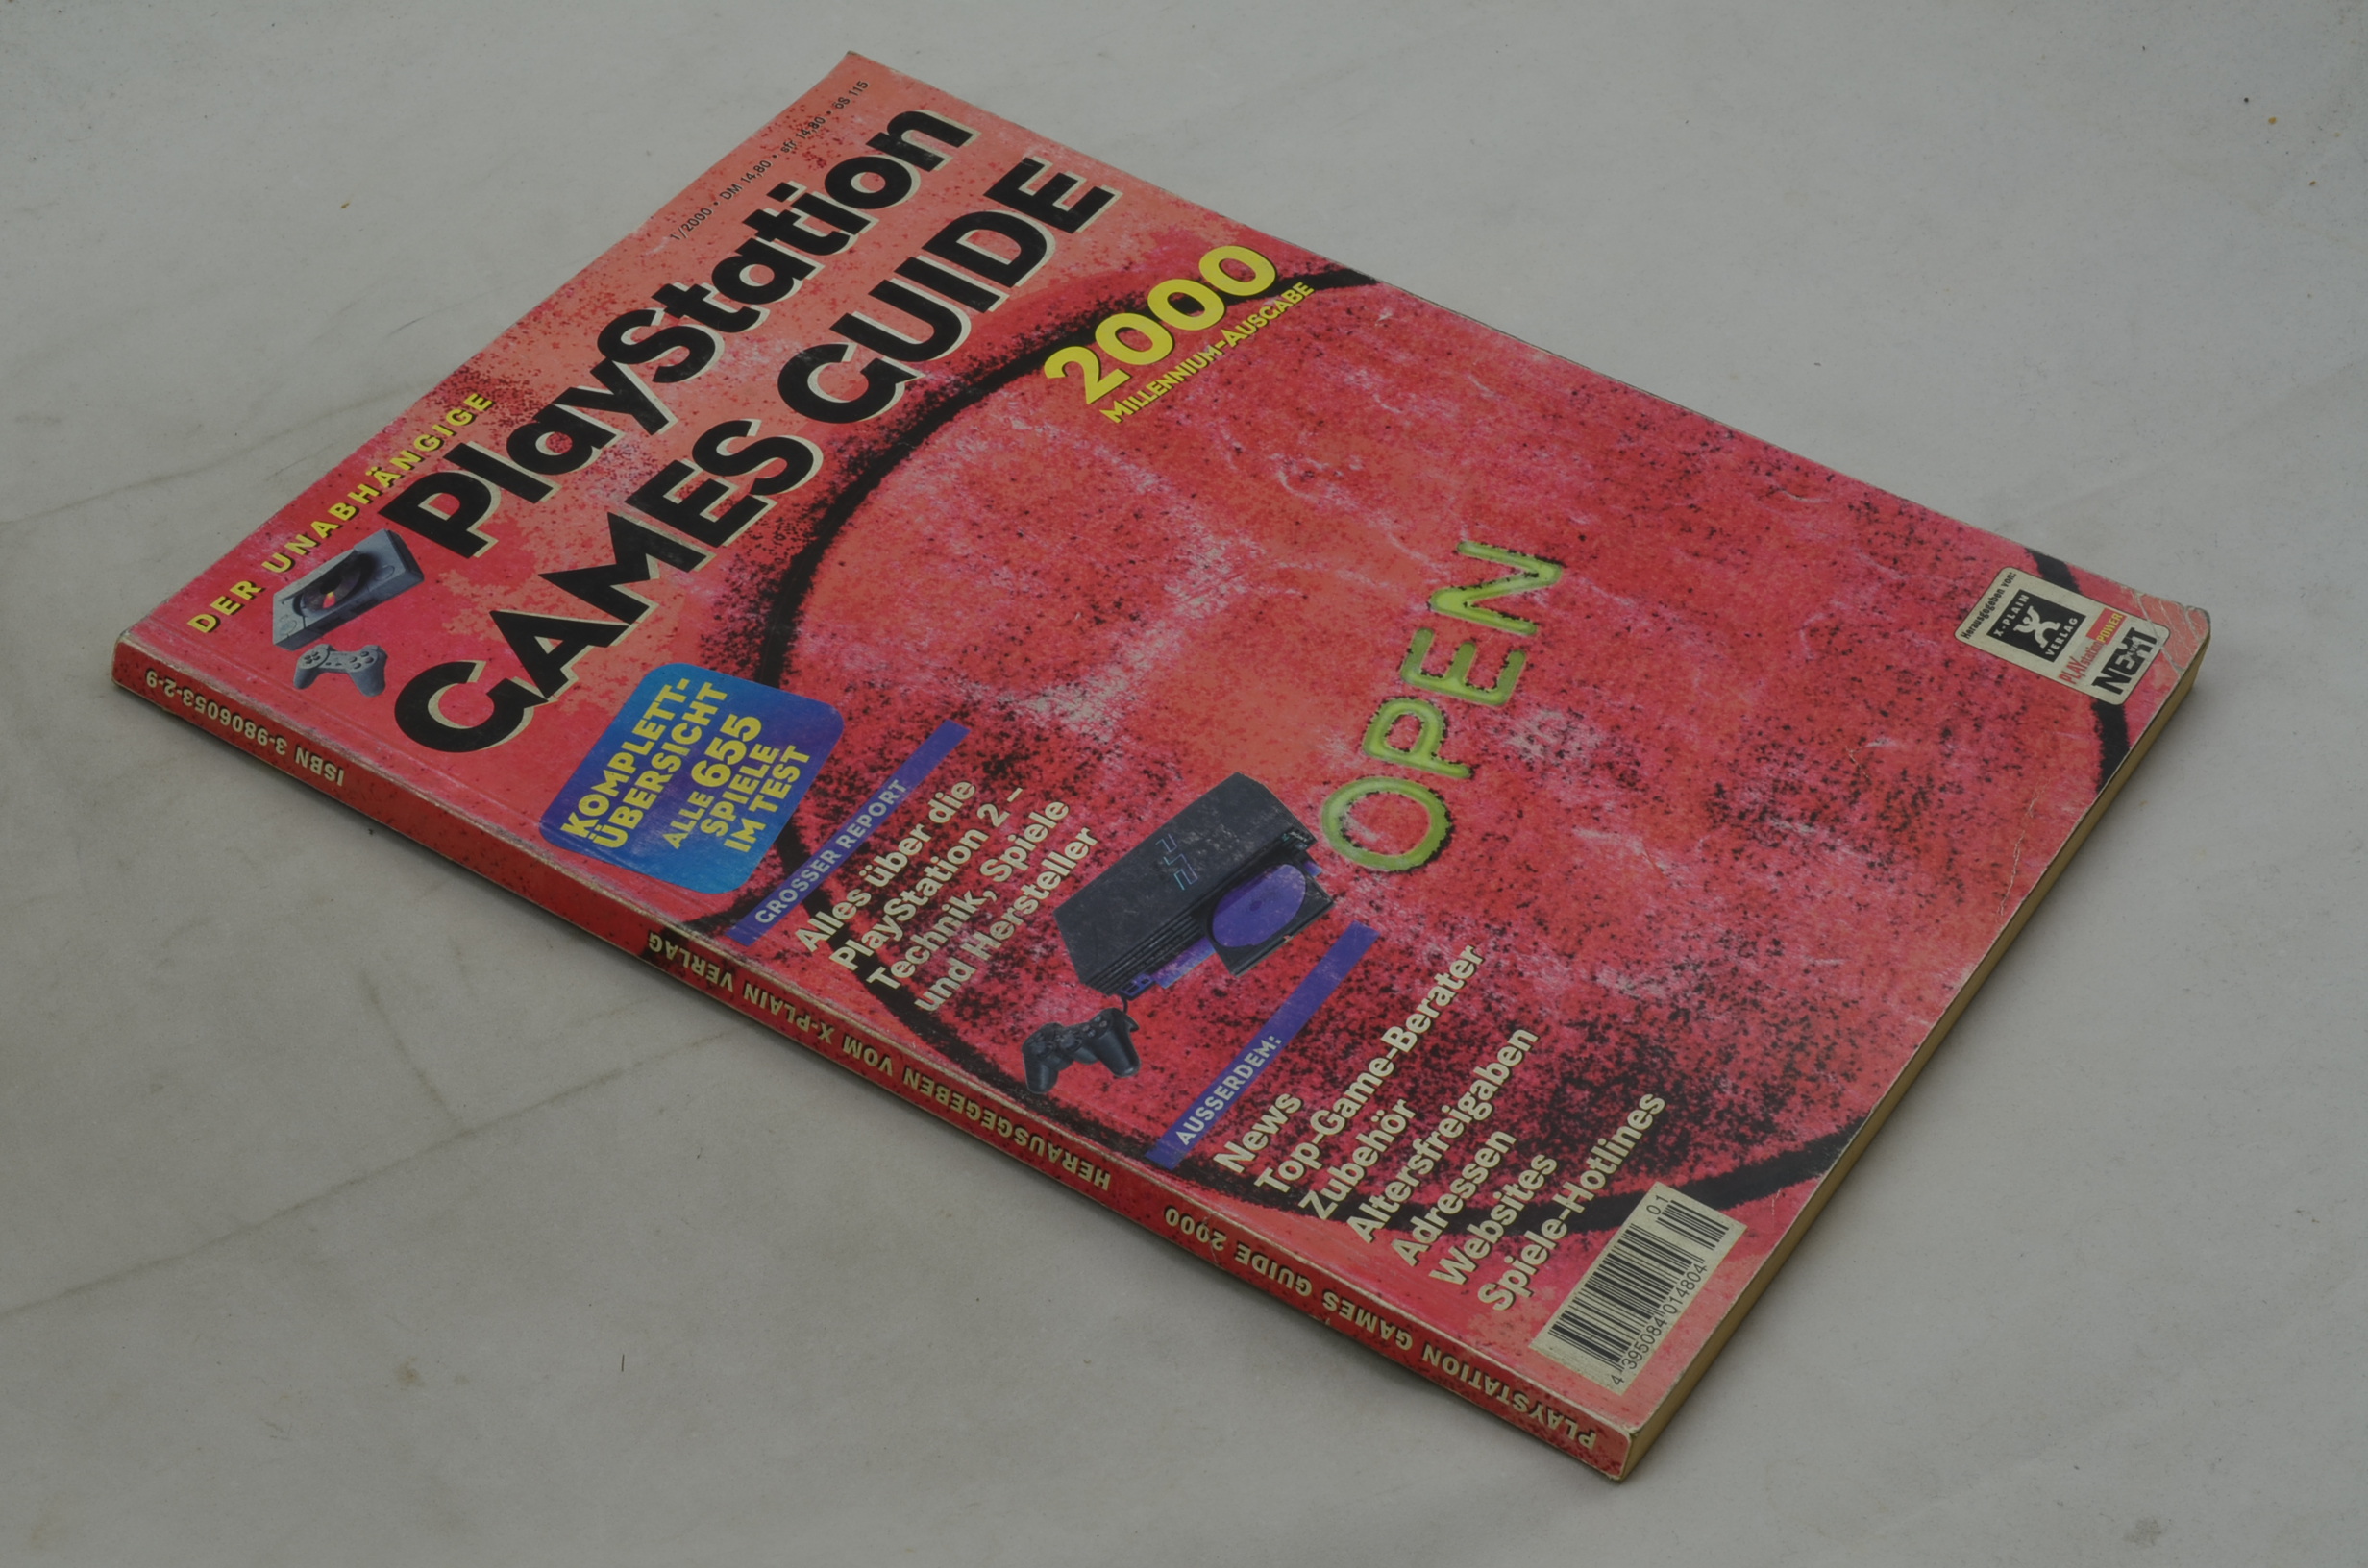 1/2000 • DM 14,80 • sfr 14,80 • öS 115
DER UNABHÄNGIGE
PlayStation
GAMES GUIDE
2000
MILLENNIUM-AUSGABE
KOMPLETT-
ÜBERSICHT
ALLE 655
SPIELE
IM TEST
GROSSER REPORT
Alles über die
PlayStation 2 –
Technik, Spiele
und Hersteller
OPEN
AUSSERDEM:
News
Top-Game-Berater
Zubehör
Altersfreigaben
Adressen
Websites
Spiele-Hotlines
Herausgegeben von:
X-PLAIN
VERLAG
PLAYstation POWER
4 395084 014804
01
PLAYSTATION GAMES GUIDE 2000
HERAUSGEGEBEN VOM X-PLAIN VERLAG
ISBN 3-9806053-2-9